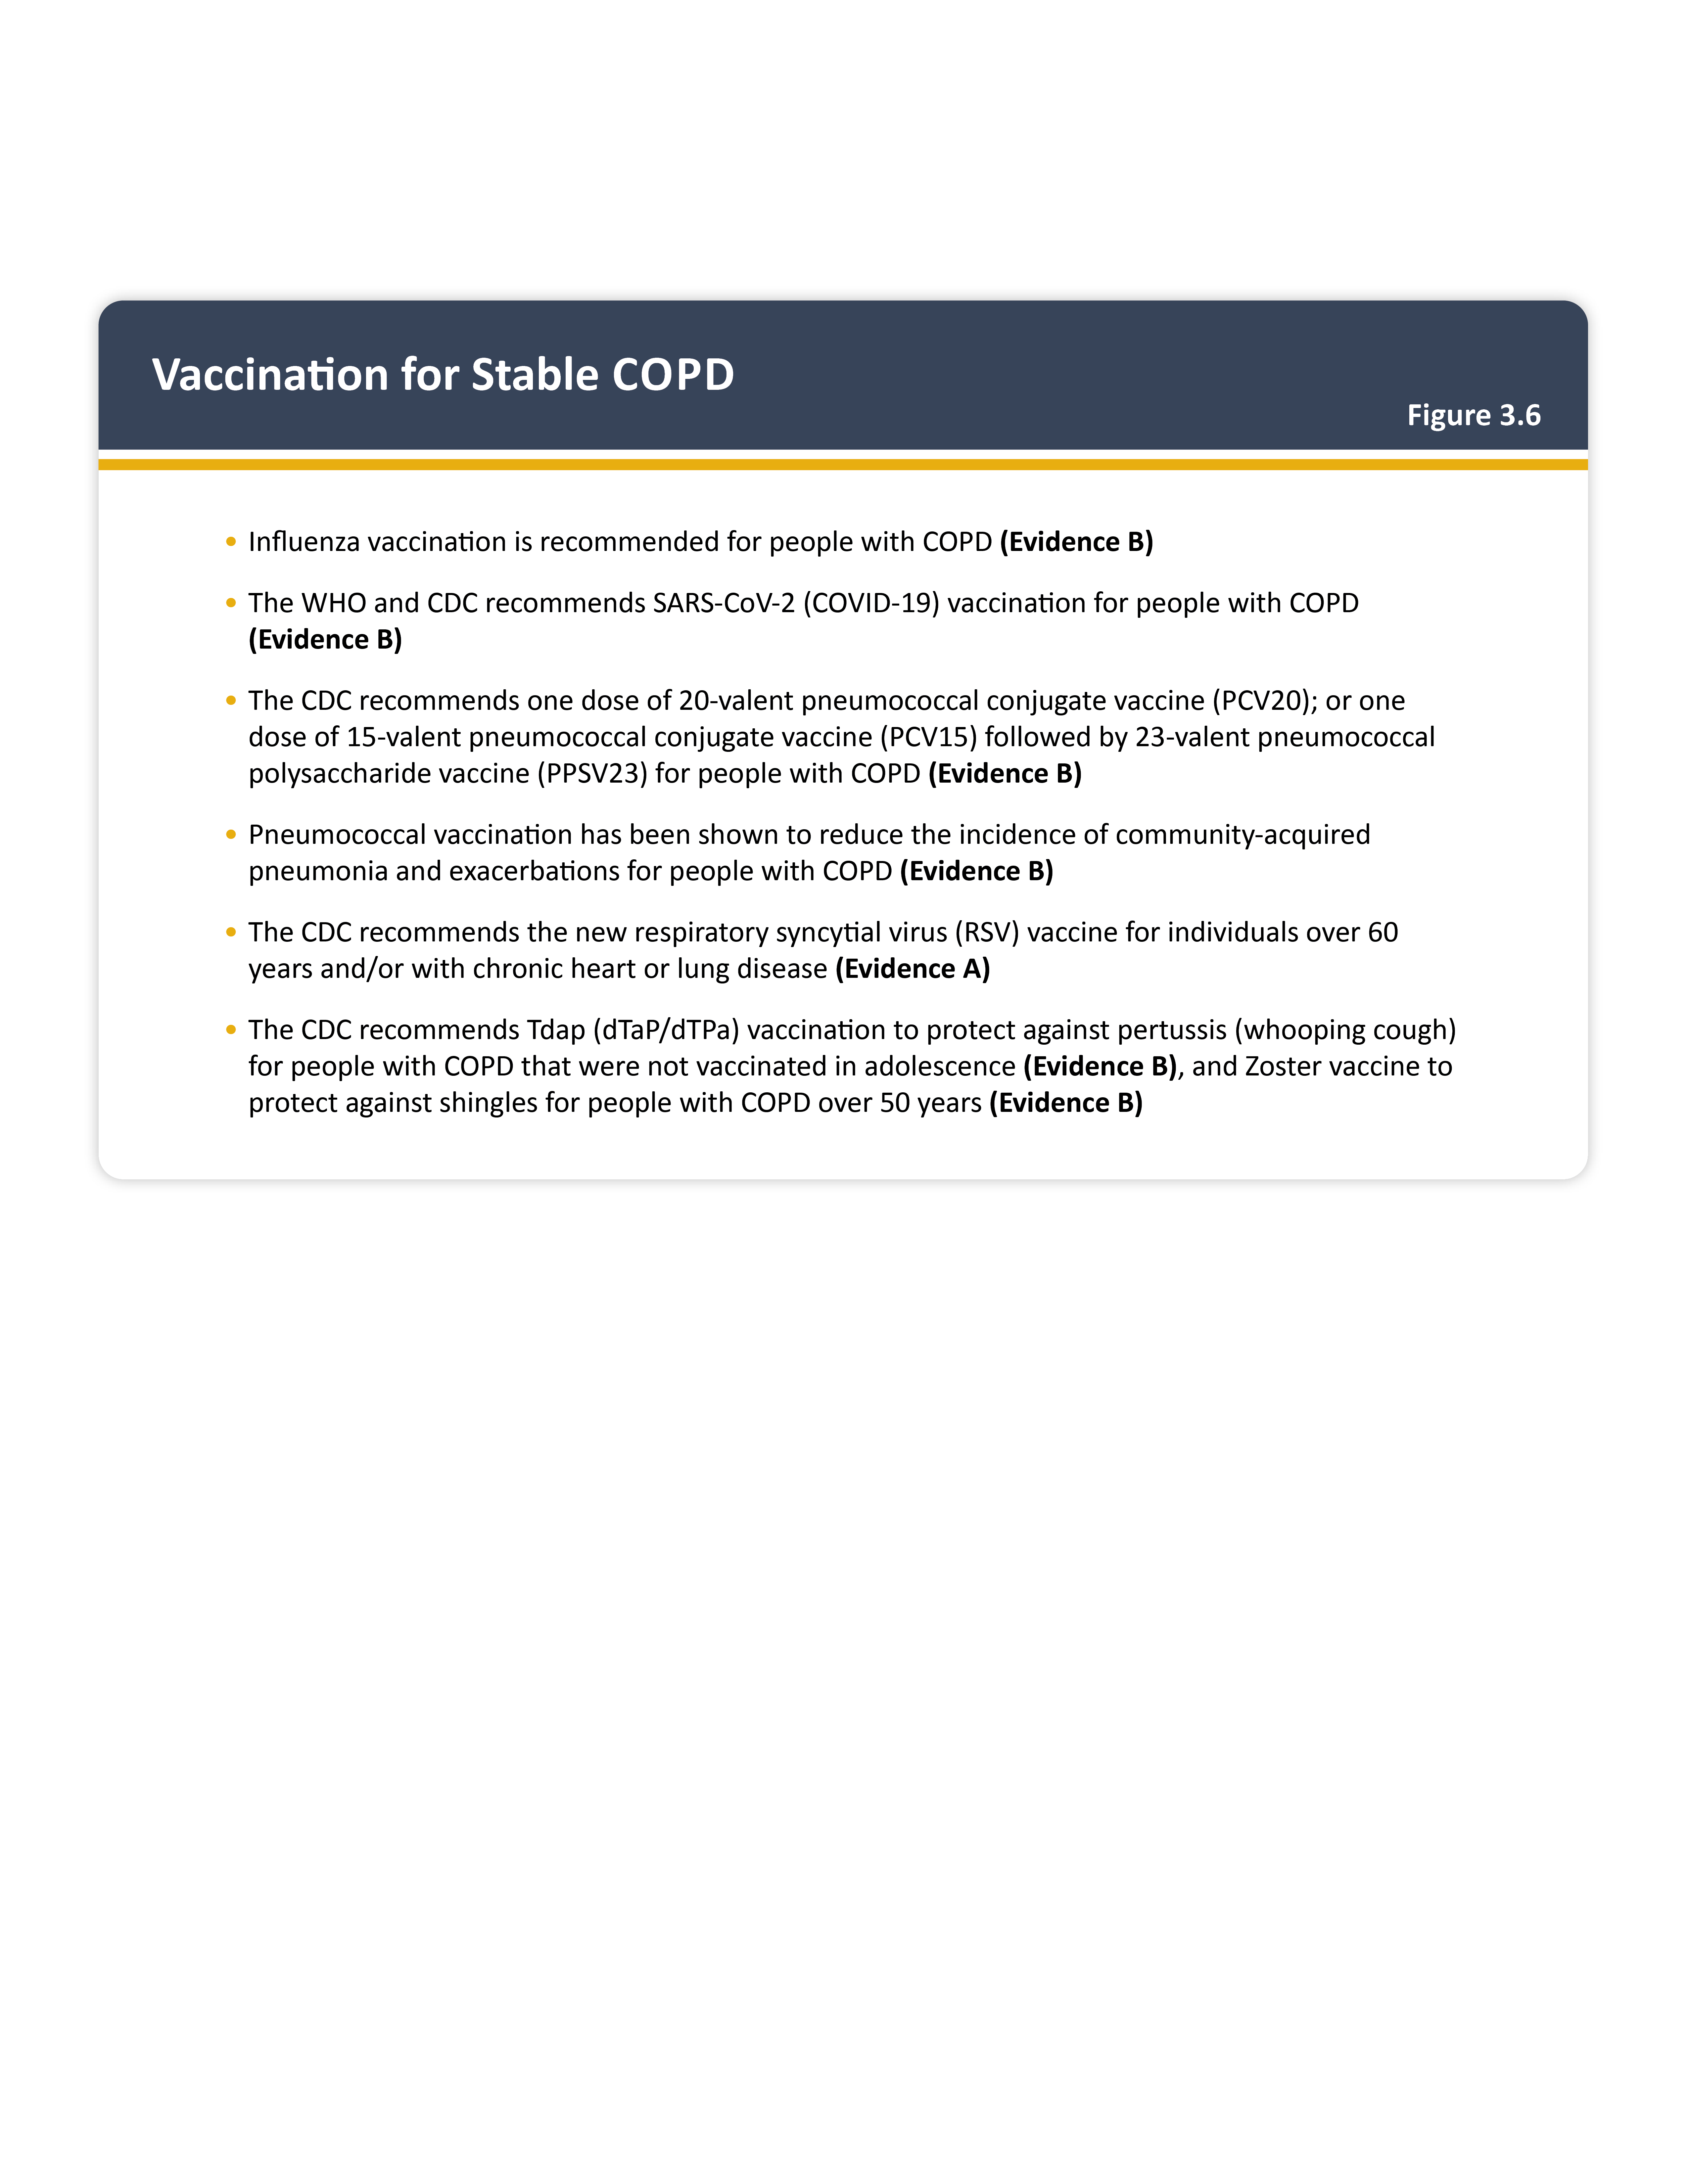 Vaccination for Stable COPD
Figure 3.6
• Influenza vaccination is recommended for people with COPD (Evidence B)
• The WHO and CDC recommends SARS-CoV-2 (COVID-19) vaccination for people with COPD
(Evidence B)
• The CDC recommends one dose of 20-valent pneumococcal conjugate vaccine (PCV20); or one
dose of 15-valent pneumococcal conjugate vaccine (PCV15) followed by 23-valent pneumococcal
polysaccharide vaccine (PPSV23) for people with COPD (Evidence B)
• Pneumococcal vaccination has been shown to reduce the incidence of community-acquired
pneumonia and exacerbations for people with COPD (Evidence B)
• The CDC recommends the new respiratory syncytial virus (RSV) vaccine for individuals over 60
years and/or with chronic heart or lung disease (Evidence A)
• The CDC recommends Tdap (dTaP/dTPa) vaccination to protect against pertussis (whooping cough)
for people with COPD that were not vaccinated in adolescence (Evidence B), and Zoster vaccine to
protect against shingles for people with COPD over 50 years (Evidence B)